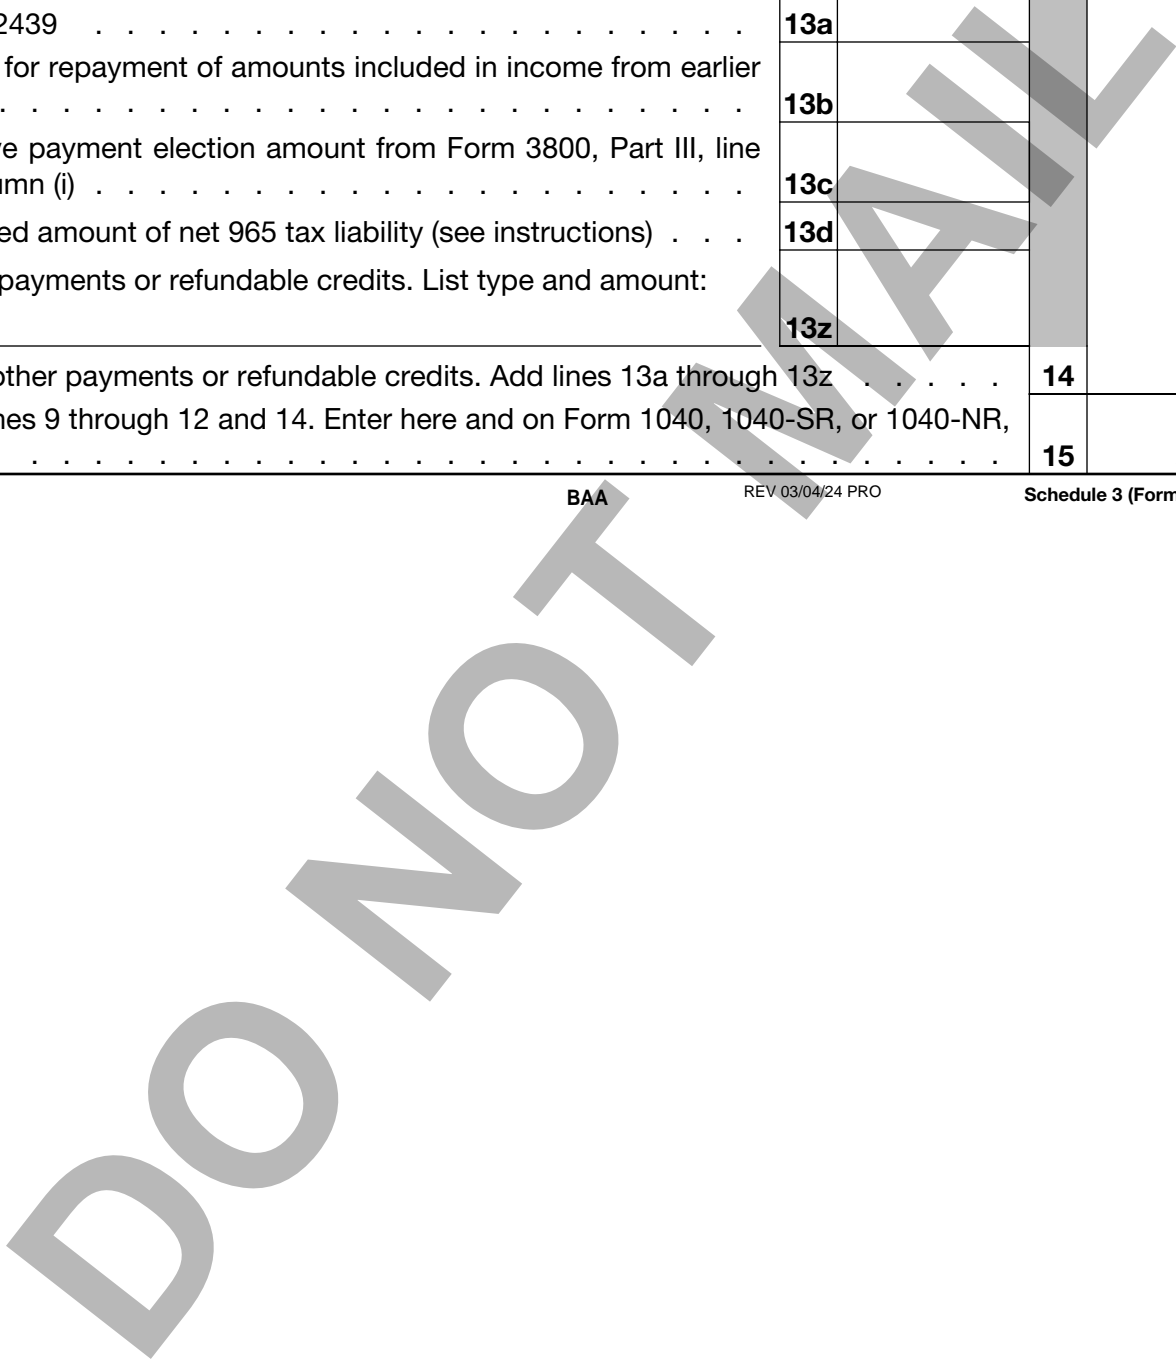 2439 . . . . . . . . . . . . . . . . . . . . . 13a
for repayment of amounts included in income from earlier
. . . . . . . . . . . . . . . . . . . . . . . . 13b
payment election amount from Form 3800, Part III, line
(i) . . . . . . . . . . . . . . . . . . . . . 13c
amount of net 965 tax liability (see instructions) . . . 13d
payments or refundable credits. List type and amount:
13z
other payments or refundable credits. Add lines 13a through 13z . . . . . 14
9 through 12 and 14. Enter here and on Form 1040, 1040-SR, or 1040-NR,
. . . . . . . . . . . . . . . . . . . . . . . . . . . . . . . 15
BAA REV 03/04/24 PRO Schedule 3 (Form
DO NOT MAIL